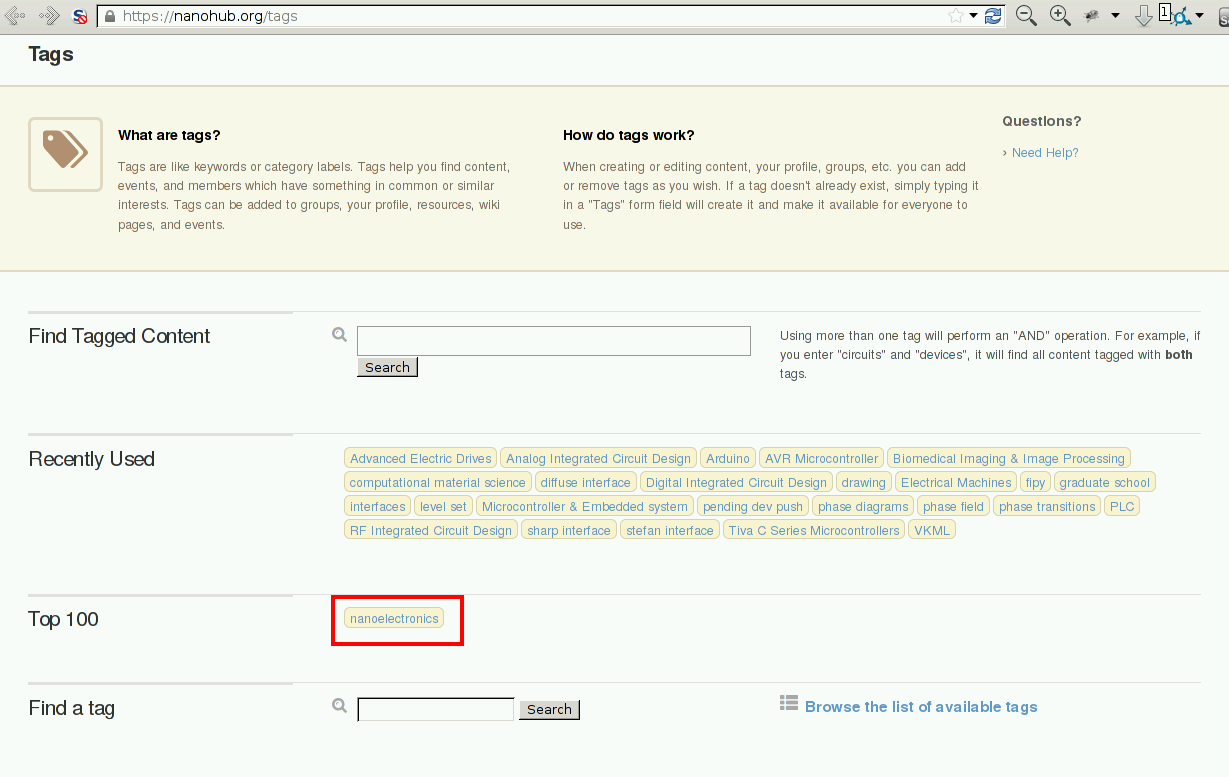 https://nanohub.org/tags
1
Tags
What are tags?
Tags are like keywords or category labels. Tags help you find content,
events, and members which have something in common or similar
interests. Tags can be added to groups, your profile, resources, wiki
pages, and events.
How do tags work?
When creating or editing content, your profile, groups, etc. you can add
or remove tags as you wish. If a tag doesn't already exist, simply typing it
in a "Tags" form field will create it and make it available for everyone to
use.
Questions?
› Need Help?
Find Tagged Content
Search
Using more than one tag will perform an "AND" operation. For example, if
you enter "circuits" and "devices", it will find all content tagged with both
tags.
Recently Used
Advanced Electric Drives Analog Integrated Circuit Design Arduino AVR Microcontroller Biomedical Imaging & Image Processing
computational material science diffuse interface Digital Integrated Circuit Design drawing Electrical Machines fipy graduate school
interfaces level set Microcontroller & Embedded system pending dev push phase diagrams phase field phase transitions PLC
RF Integrated Circuit Design sharp interface stefan interface Tiva C Series Microcontrollers VKML
Top 100
nanoelectronics
Find a tag
Search
Browse the list of available tags